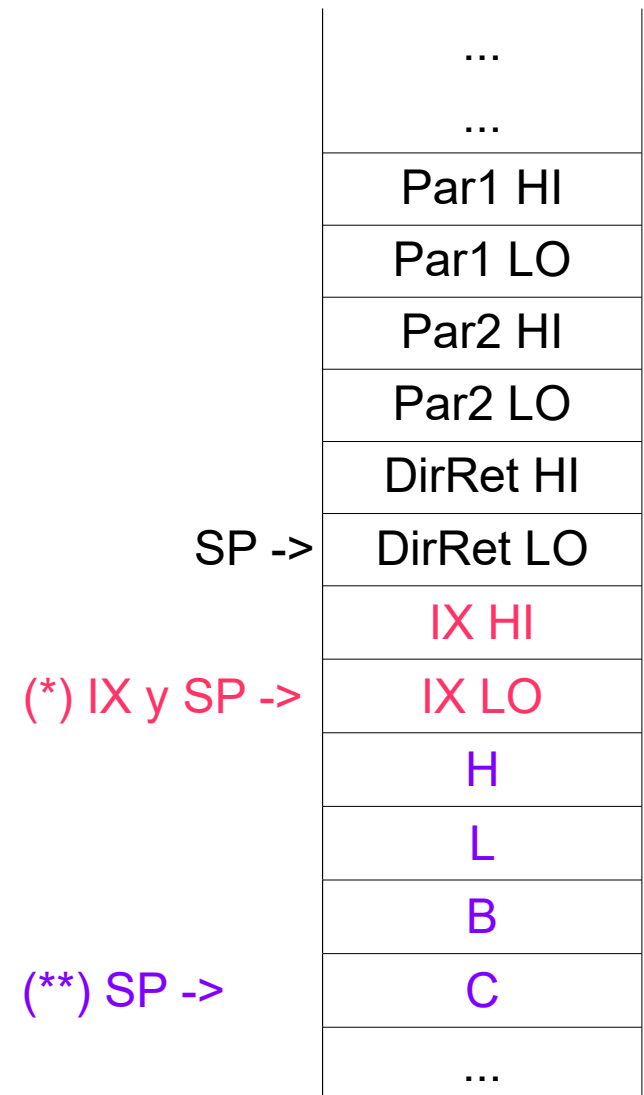 ...
...
Par1 HI
Par1 LO
Par2 HI
Par2 LO
DirRet HI
SP -> DirRet LO
IX HI
(*) IX y SP -> IX LO
H
L
B
(**) SP -> C
...